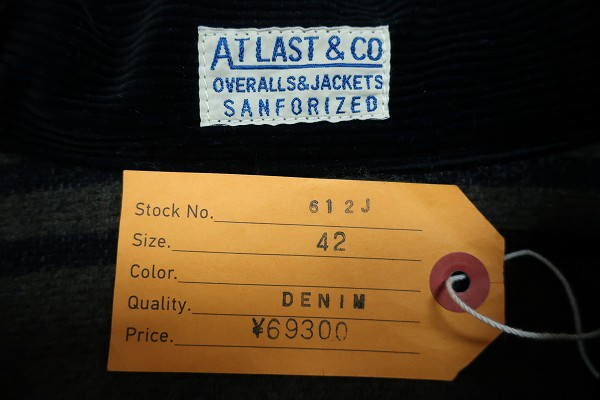 AT LAST & CO
OVERALLS&JACKETS
SANFORIZED
Stock No. 612J
Size. 42
Color.
Quality. DENIM
Price. ¥69300